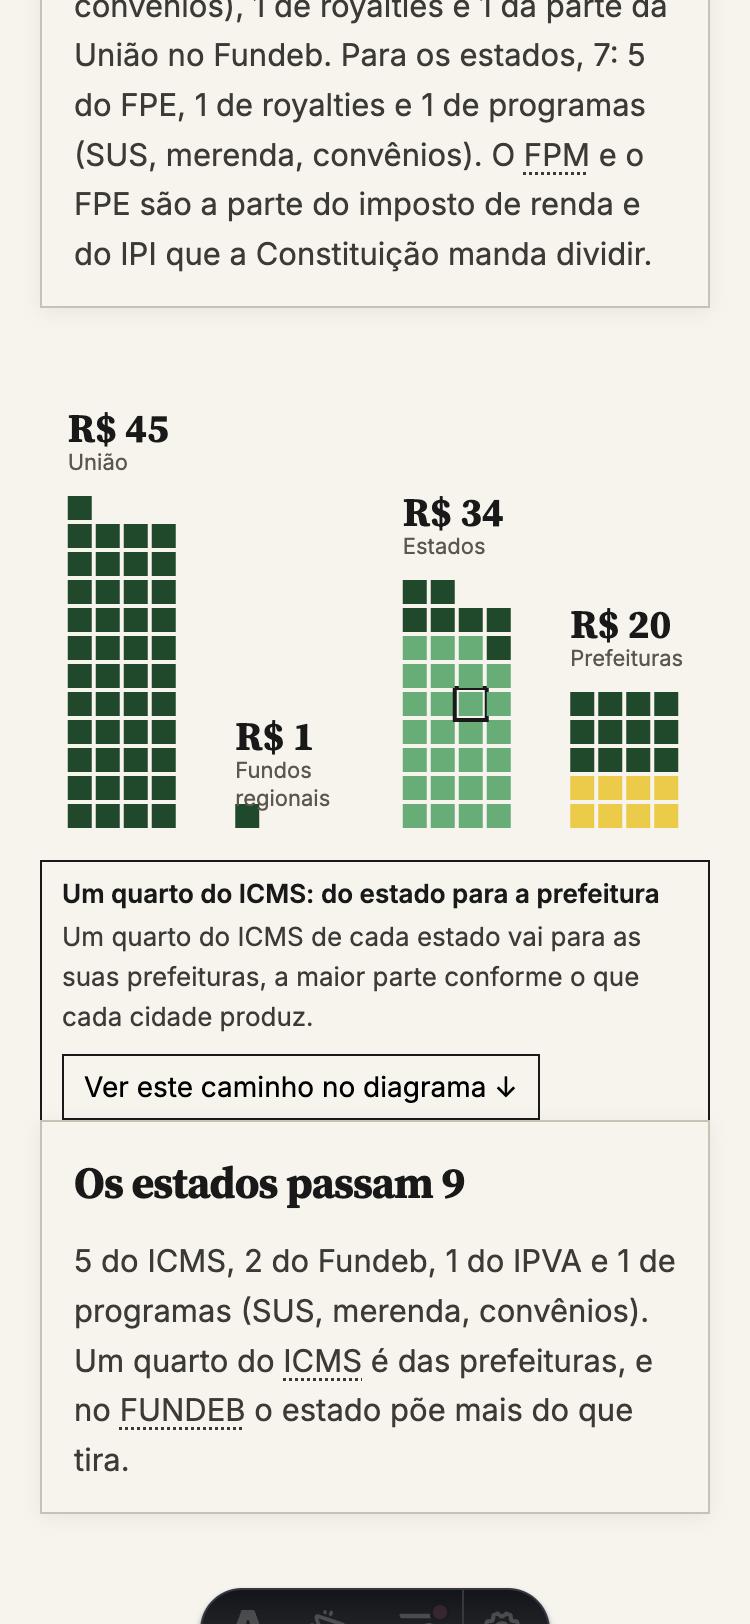 convênios), 1 de royalties e 1 da parte da
União no Fundeb. Para os estados, 7: 5
do FPE, 1 de royalties e 1 de programas
(SUS, merenda, convênios). O FPM e o
FPE são a parte do imposto de renda e
do IPI que a Constituição manda dividir.
R$ 45
União
R$ 34
Estados
R$ 20
Prefeituras
R$ 1
Fundos
regionais
Um quarto do ICMS: do estado para a prefeitura
Um quarto do ICMS de cada estado vai para as
suas prefeituras, a maior parte conforme o que
cada cidade produz.
Ver este caminho no diagrama ↓
Os estados passam 9
5 do ICMS, 2 do Fundeb, 1 do IPVA e 1 de
programas (SUS, merenda, convênios).
Um quarto do ICMS é das prefeituras, e
no FUNDEB o estado põe mais do que
tira.